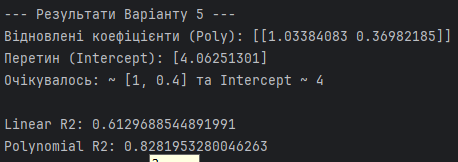 --- Результати Варіанту 5 ---
Відновлені коефіцієнти (Poly): [[1.03384083 0.36982185]]
Перетин (Intercept): [4.06251301]
Очікувалось: ~ [1, 0.4] та Intercept ~ 4
Linear R2: 0.6129688544891991
Polynomial R2: 0.8281953280046263